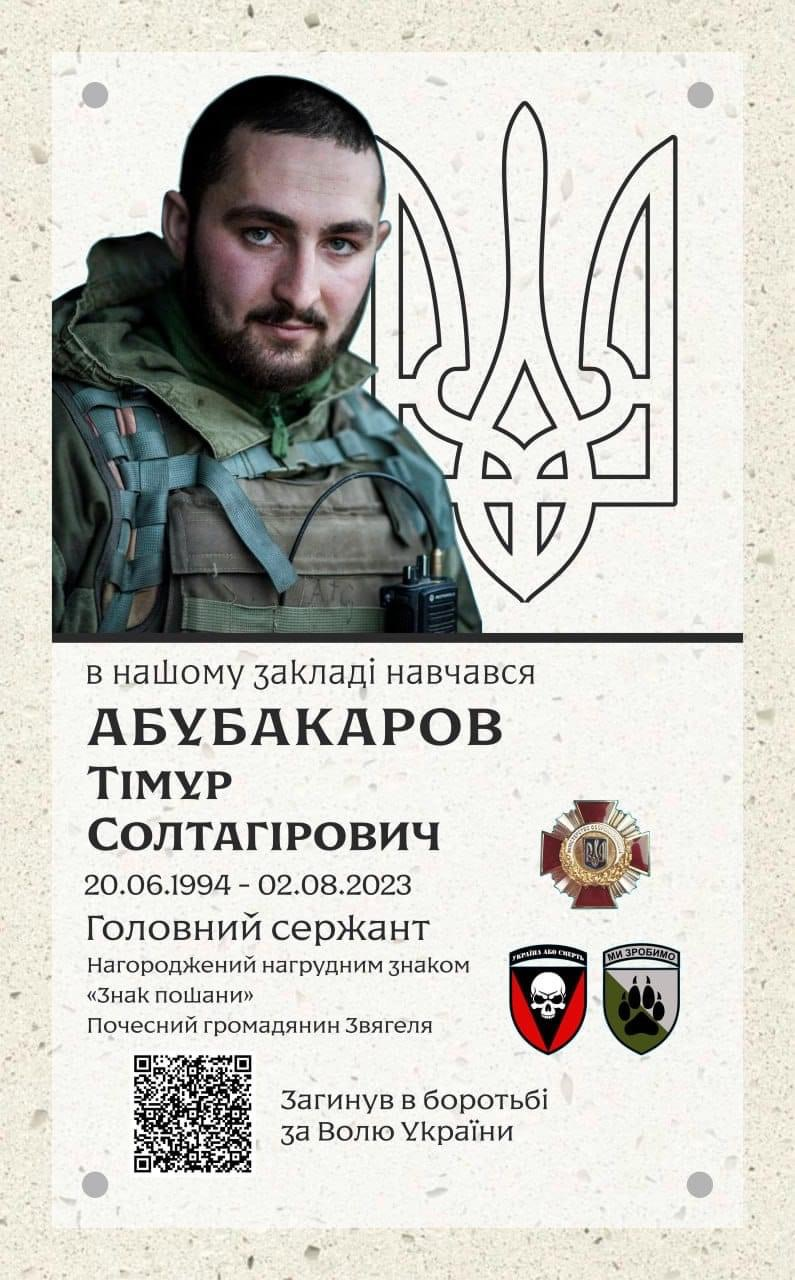 в нашому закладі навчався
АБУБАКАРОВ
Тімур
Солтагірович
20.06.1994 - 02.08.2023
Головний сержант
Нагороджений нагрудним знаком
«Знак пошани»
Почесний громадянин Звягеля
УКРАЇНА АБО СМЕРТЬ
МИ ЗРОБИМО
Загинув в боротьбі
за Волю України